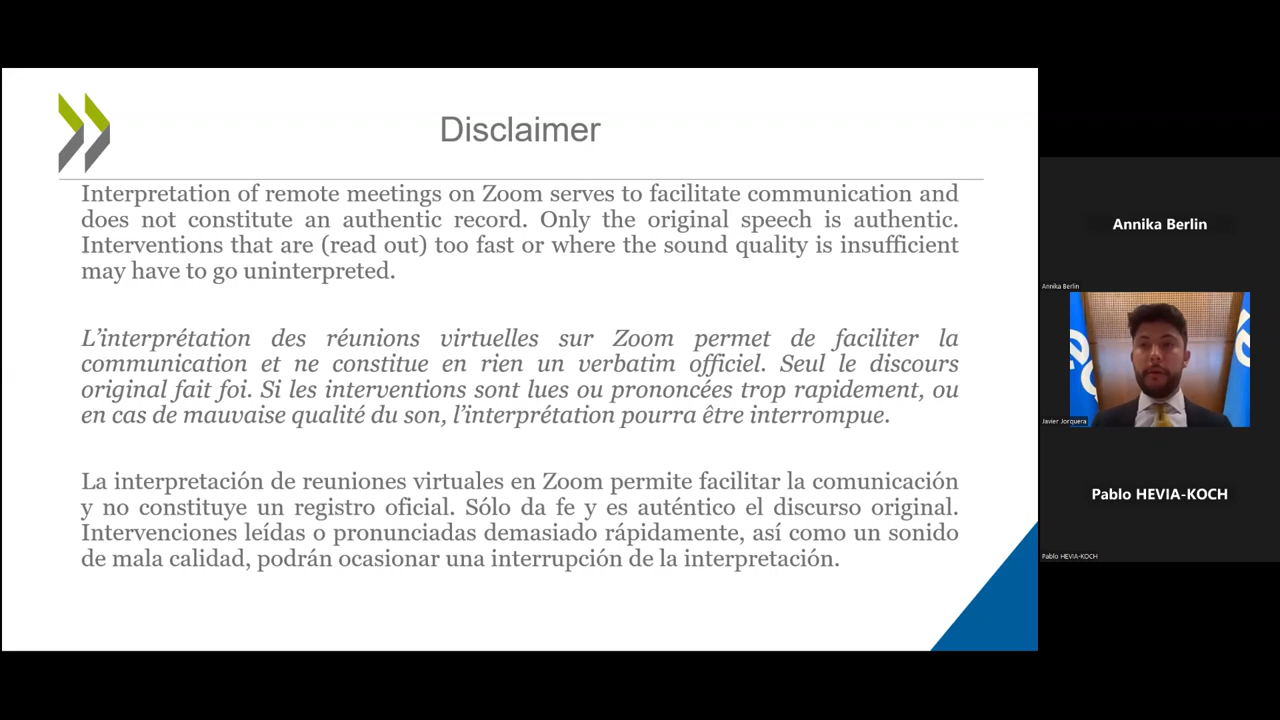 Disclaimer
Interpretation of remote meetings on Zoom serves to facilitate communication and
does not constitute an authentic record. Only the original speech is authentic.
Interventions that are (read out) too fast or where the sound quality is insufficient
may have to go uninterpreted.
L’interprétation des réunions virtuelles sur Zoom permet de faciliter la
communication et ne constitue en rien un verbatim officiel. Seul le discours
original fait foi. Si les interventions sont lues ou prononcées trop rapidement, ou
en cas de mauvaise qualité du son, l’interprétation pourra être interrompue.
La interpretación de reuniones virtuales en Zoom permite facilitar la comunicación
y no constituye un registro oficial. Sólo da fe y es auténtico el discurso original.
Intervenciones leídas o pronunciadas demasiado rápidamente, así como un sonido
de mala calidad, podrán ocasionar una interrupción de la interpretación.
Annika Berlin
Annika Berlin
Javier Jorquera
Pablo HEVIA-KOCH
Pablo HEVIA-KOCH